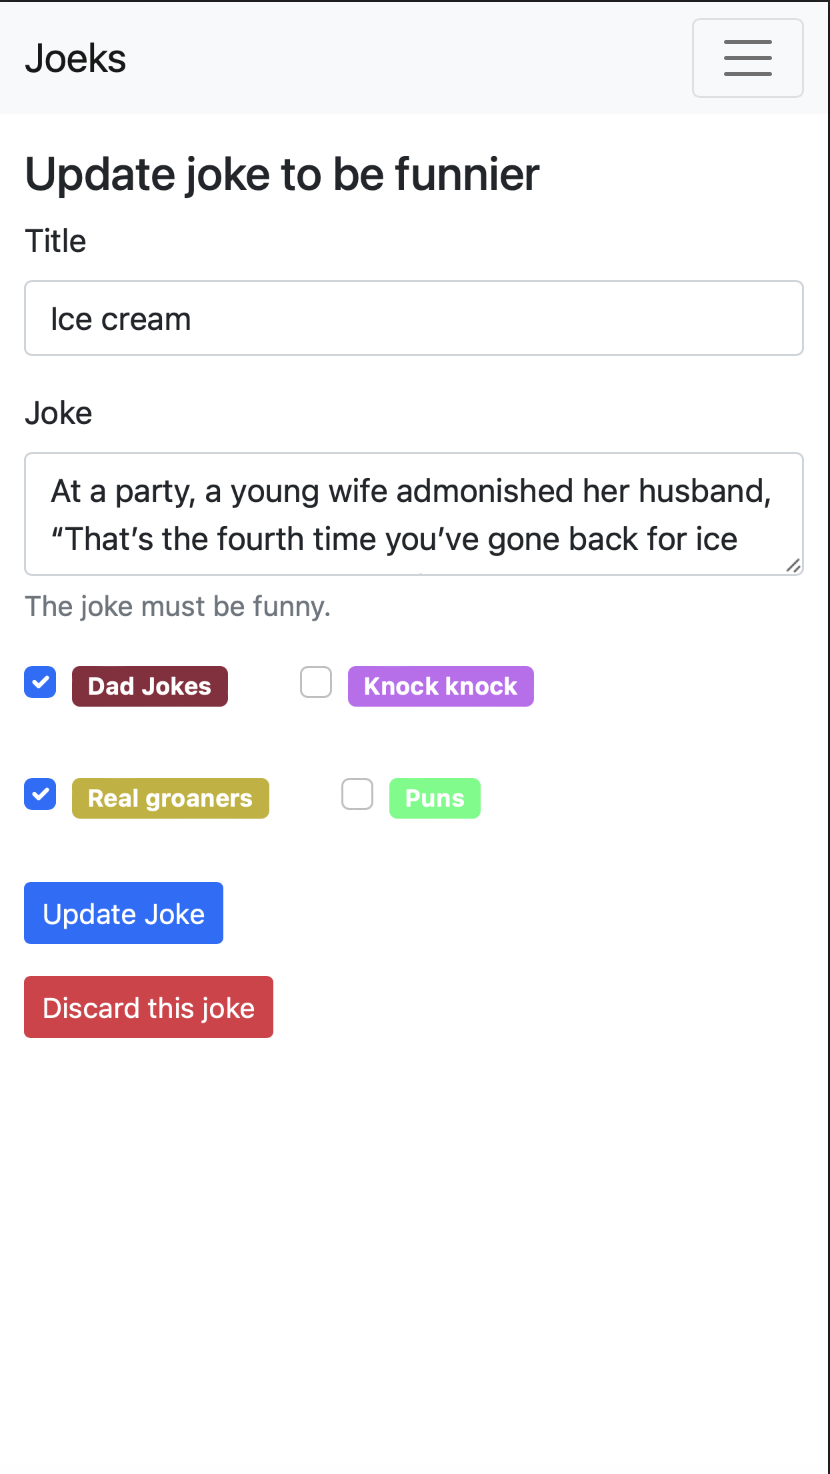 Joeks
Update joke to be funnier
Title
Ice cream
Joke
At a party, a young wife admonished her husband,
“That’s the fourth time you’ve gone back for ice
The joke must be funny.
Dad Jokes Knock knock
Real groaners Puns
Update Joke
Discard this joke